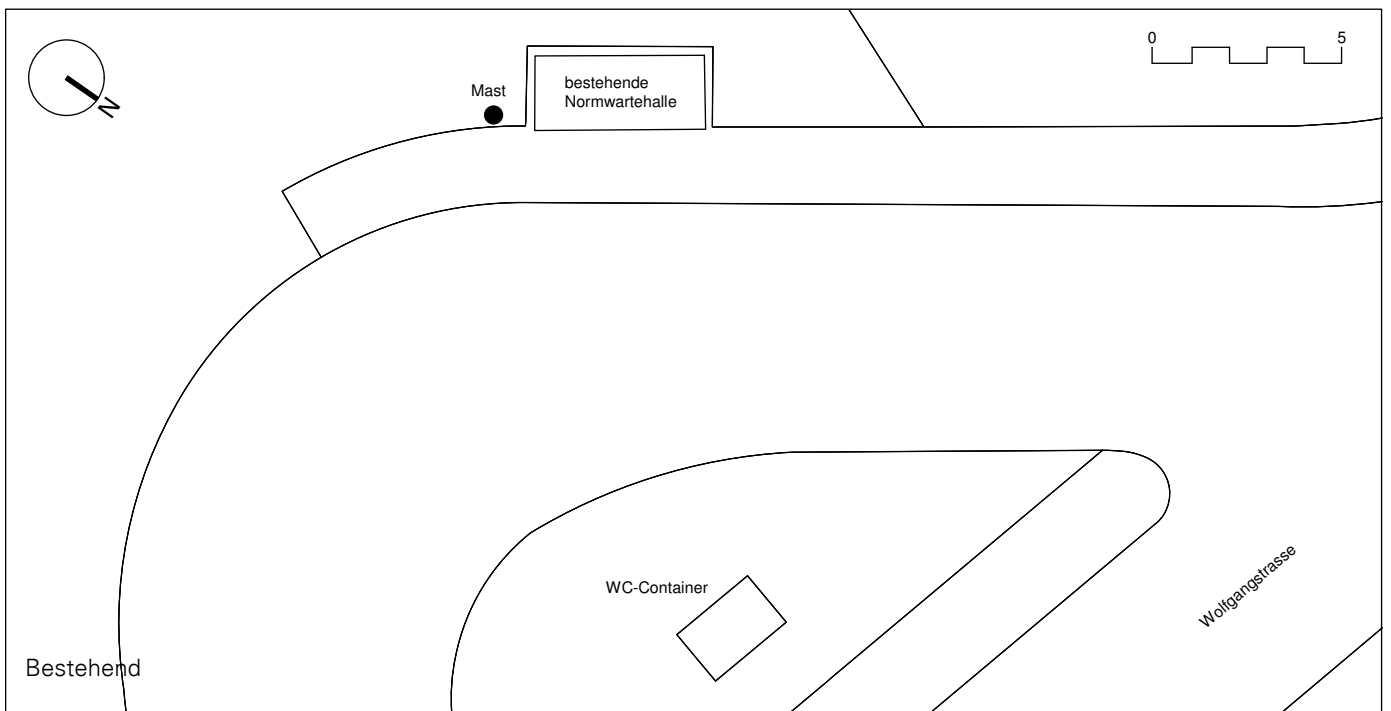 N
0 5
Mast
bestehende
Normwartehalle
WC-Container
Wolfgangstrasse
Bestehend